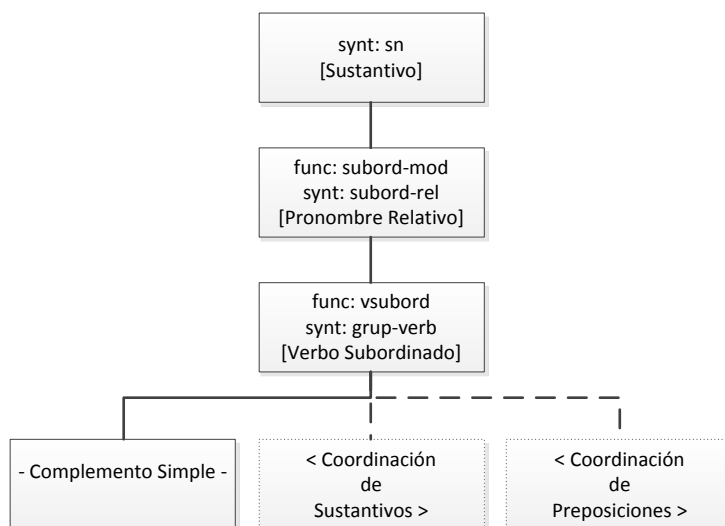 synt: sn
[Sustantivo]
func: subord-mod
synt: subord-rel
[Pronombre Relativo]
func: vsubord
synt: grup-verb
[Verbo Subordinado]
- Complemento Simple -
< Coordinación
de
Sustantivos >
< Coordinación
de
Preposiciones >